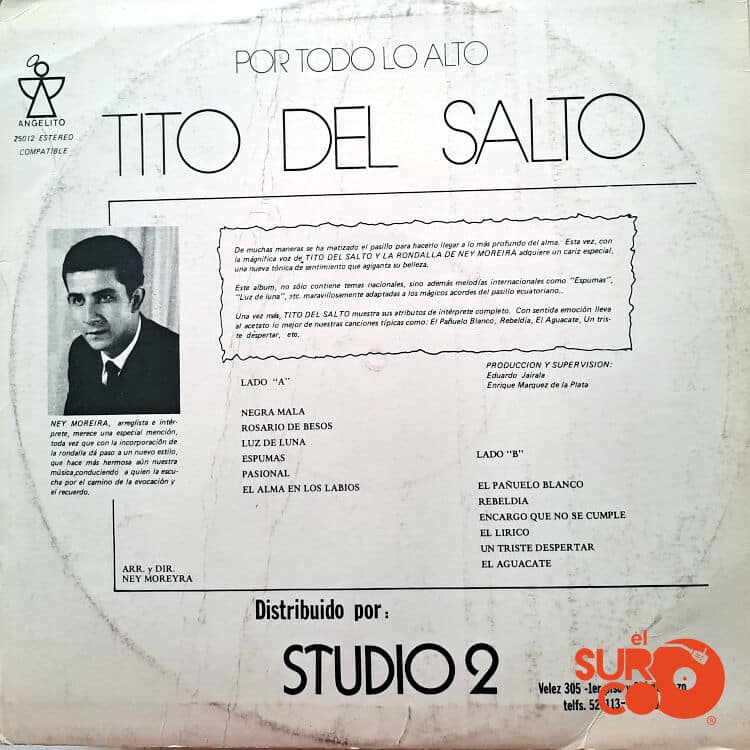 POR TODO LO ALTO
ANGELITO
25012 ESTEREO
COMPATIBLE
TITO DEL SALTO
De muchas maneras se ha matizado el pasillo para hacerlo llegar a lo más profundo del alma. Esta vez, con
la mágnifica voz de TITO DEL SALTO Y LA RONDALLA DE NEY MOREIRA adquiere un cariz especial,
una nueva tónica de sentimiento que agiganta su belleza.
Este album, no sólo contiene temas nacionales, sino además melodías internacionales como "Espumas",
"Luz de luna", etc. maravillosamente adaptadas a los mágicos acordes del pasillo ecuatoriano..
Una vez más, TITO DEL SALTO muestra sus atributos de intérprete completo. Con sentida emoción lleva
al acetato lo mejor de nuestras canciones típicas como: El Pañuelo Blanco, Rebeldía, El Aguacate, Un tris-
te despertar, etc.
PRODUCCION Y SUPERVISION:
Eduardo Jairala
Enrique Marquez de la Plata
NEY MOREIRA, arreglista e intér-
prete, merece una especial mención,
toda vez que con la incorporación de
la rondalla dá paso a un nuevo estilo,
que hace más hermosa aún nuestra
música,conduciendo a quien la escu-
cha por el camino de la evocación y
el recuerdo.
LADO "A"
NEGRA MALA
ROSARIO DE BESOS
LUZ DE LUNA
ESPUMAS
PASIONAL
EL ALMA EN LOS LABIOS
LADO "B"
EL PAÑUELO BLANCO
REBELDIA
ENCARGO QUE NO SE CUMPLE
EL LIRICO
UN TRISTE DESPERTAR
EL AGUACATE
ARR. y DIR.
NEY MOREYRA
Distribuido por:
STUDIO 2
Velez 305 -1er
telfs.
él
SURCO
®